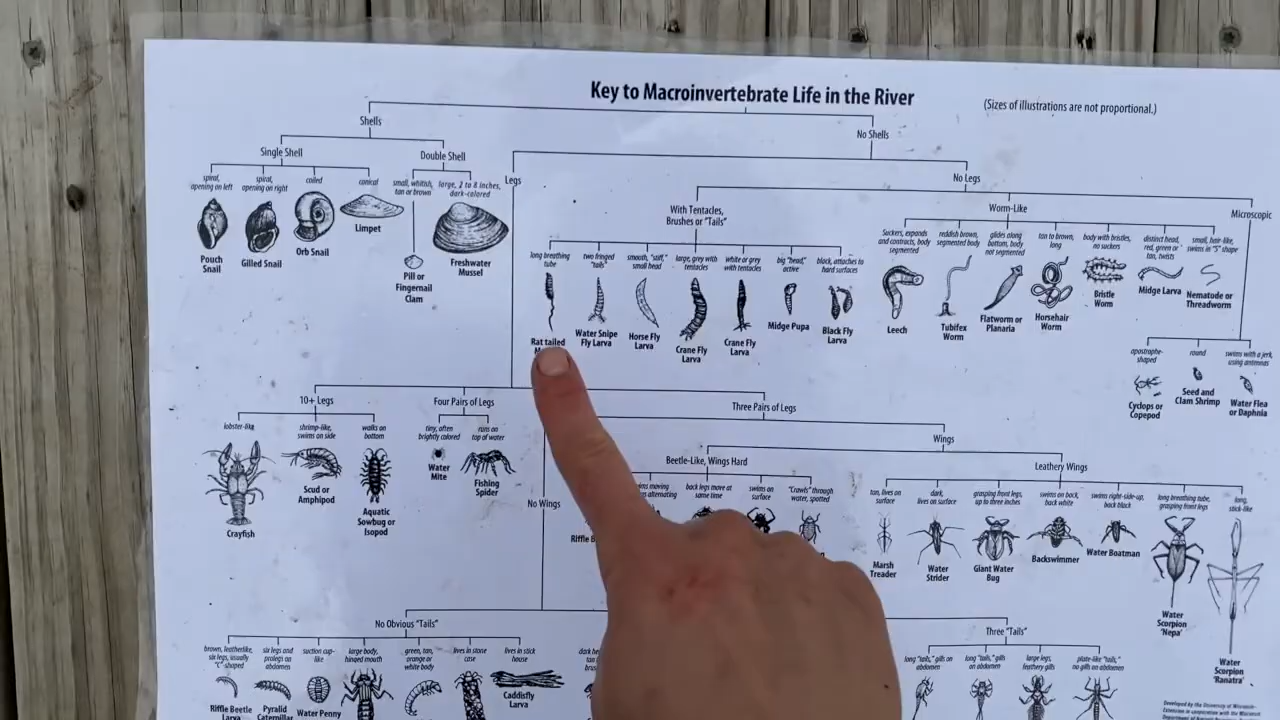 Key to Macroinvertebrate Life in the River
(Sizes of illustrations are not proportional.)
Shells
No Shells
Single Shell
Double Shell
Legs
No Legs
spiral,
opening on left
spiral,
opening on right
coiled
conical
small, whitish,
tan or brown
large, 2 to 8 inches,
dark-colored
Pouch
Snail
Gilled Snail
Orb Snail
Limpet
Pill or
Fingernail
Clam
Freshwater
Mussel
With Tentacles,
Brushes or "Tails"
Worm-Like
Microscopic
long breathing
tube
two fringed
"tails"
smooth, "stiff,"
small head
large, grey with
tentacles
white or grey
with tentacles
big "head,"
active
black, attaches to
hard surfaces
Rat tailed
Water Snipe
Fly Larva
Horse Fly
Larva
Crane Fly
Larva
Crane Fly
Larva
Midge Pupa
Black Fly
Larva
Suckers, expands
and contracts, body
segmented
reddish brown,
segmented body
glides along
bottom, body
not segmented
tan to brown,
long
body with bristles,
no suckers
distinct head,
red, green or
tan, twists
small, hair-like,
swims in "S" shape
Leech
Tubifex
Worm
Flatworm or
Planaria
Horsehair
Worm
Bristle
Worm
Midge Larva
Nematode or
Threadworm
apostrophe-
shaped
round
swims with a jerk,
using antennas
Cyclops or
Copepod
Seed and
Clam Shrimp
Water Flea
or Daphnia
10+ Legs
Four Pairs of Legs
Three Pairs of Legs
lobster-like
shrimp-like,
swims on side
walks on
bottom
tiny, often
brightly colored
runs on
top of water
Crayfish
Scud or
Amphipod
Aquatic
Sowbug or
Isopod
Water
Mite
Fishing
Spider
No Wings
Wings
Beetle-Like, Wings Hard
Leathery Wings
moving
alternating
back legs move at
same time
swims on
surface
"Crawls" through
water, spotted
Riffle
tan, lives on
surface
dark,
lives on surface
grasping front legs,
up to three inches
swims on back,
back white
swims right-side-up,
back black
long breathing tube,
grasping front legs
long,
stick-like
Marsh
Treader
Water
Strider
Giant Water
Bug
Backswimmer
Water Boatman
Water
Scorpion
'Nepa'
Water
Scorpion
'Ranatra'
No Obvious "Tails"
Three "Tails"
brown, leatherlike,
six legs, usually
"C" shaped
six legs and
prolegs on
abdomen
suction cup-
like
large body,
hinged mouth
green, tan,
orange or
white body
lives in stone
case
lives in stick
house
Riffle Beetle
Larva
Pyralid
Caterpillar
Water Penny
Caddisfly
Larva
long "tails," gills
on abdomen
long "tails," gills
on abdomen
large legs,
feathery gills
plate-like "tails,"
no gills on abdomen